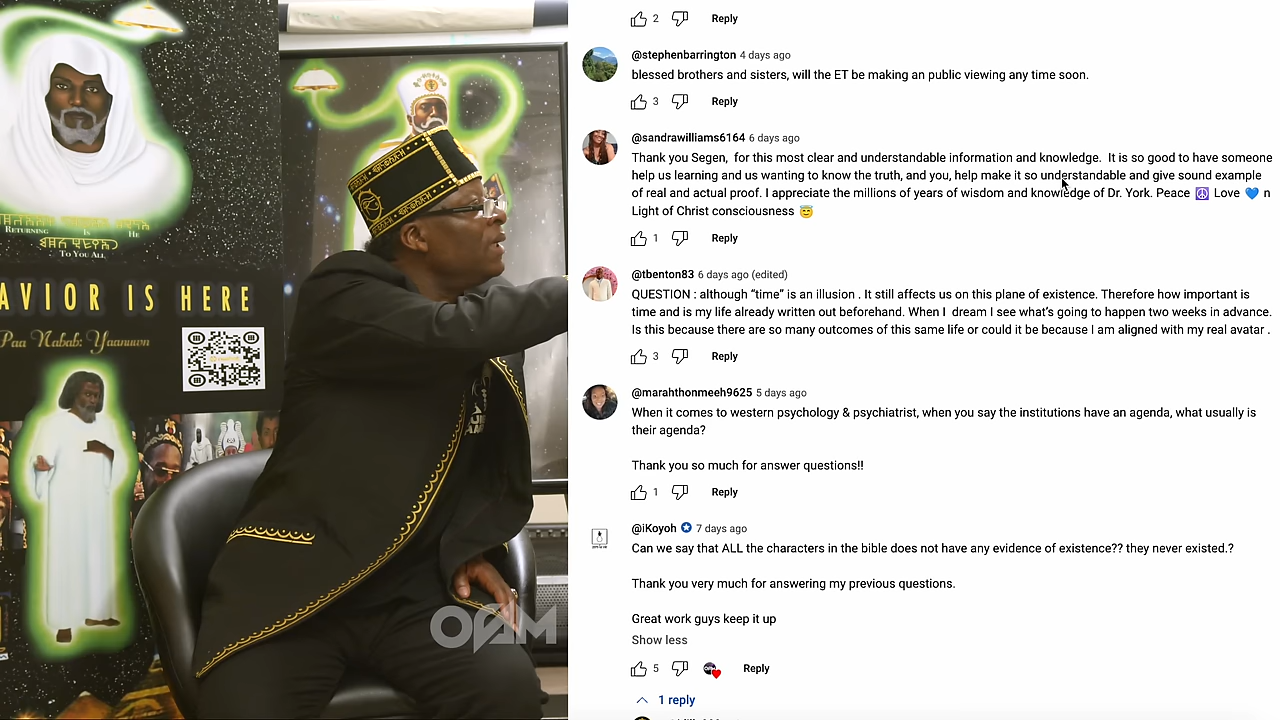 RETURNING IS HE
TO YOU ALL
AVIOR IS HERE
Paa Nabab: Yaanuwn
2
Reply
@stephenbarrington 4 days ago
blessed brothers and sisters, will the ET be making an public viewing any time soon.
3
Reply
@sandrawilliams6164 6 days ago
Thank you Segen,  for this most clear and understandable information and knowledge.  It is so good to have someone
help us learning and us wanting to know the truth, and you, help make it so understandable and give sound example
of real and actual proof. I appreciate the millions of years of wisdom and knowledge of Dr. York. Peace ☮️ Love 💙 n
Light of Christ consciousness 😇
1
Reply
@tbenton83 6 days ago (edited)
QUESTION : although “time” is an illusion . It still affects us on this plane of existence. Therefore how important is
time and is my life already written out beforehand. When I  dream I see what’s going to happen two weeks in advance.
Is this because there are so many outcomes of this same life or could it be because I am aligned with my real avatar .
3
Reply
@marahthonmeeh9625 5 days ago
When it comes to western psychology & psychiatrist, when you say the institutions have an agenda, what usually is
their agenda?
Thank you so much for answer questions!!
1
Reply
@iKoyoh 7 days ago
Can we say that ALL the characters in the bible does not have any evidence of existence?? they never existed.?
Thank you very much for answering my previous questions.
Great work guys keep it up
Show less
5
Reply
1 reply